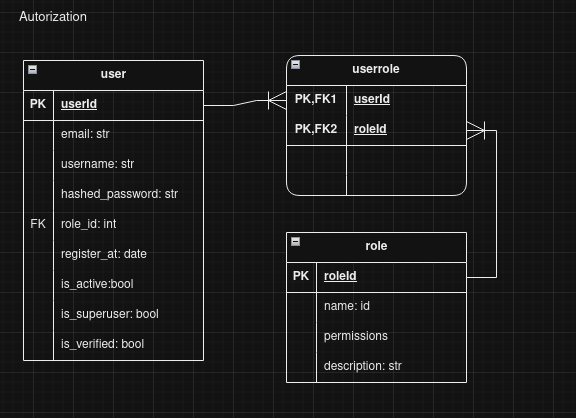 Autorization
user
PK userId
email: str
username: str
hashed_password: str
FK role_id: int
register_at: date
is_active:bool
is_superuser: bool
is_verified: bool
userrole
PK,FK1 userId
PK,FK2 roleId
role
PK roleId
name: id
permissions
description: str